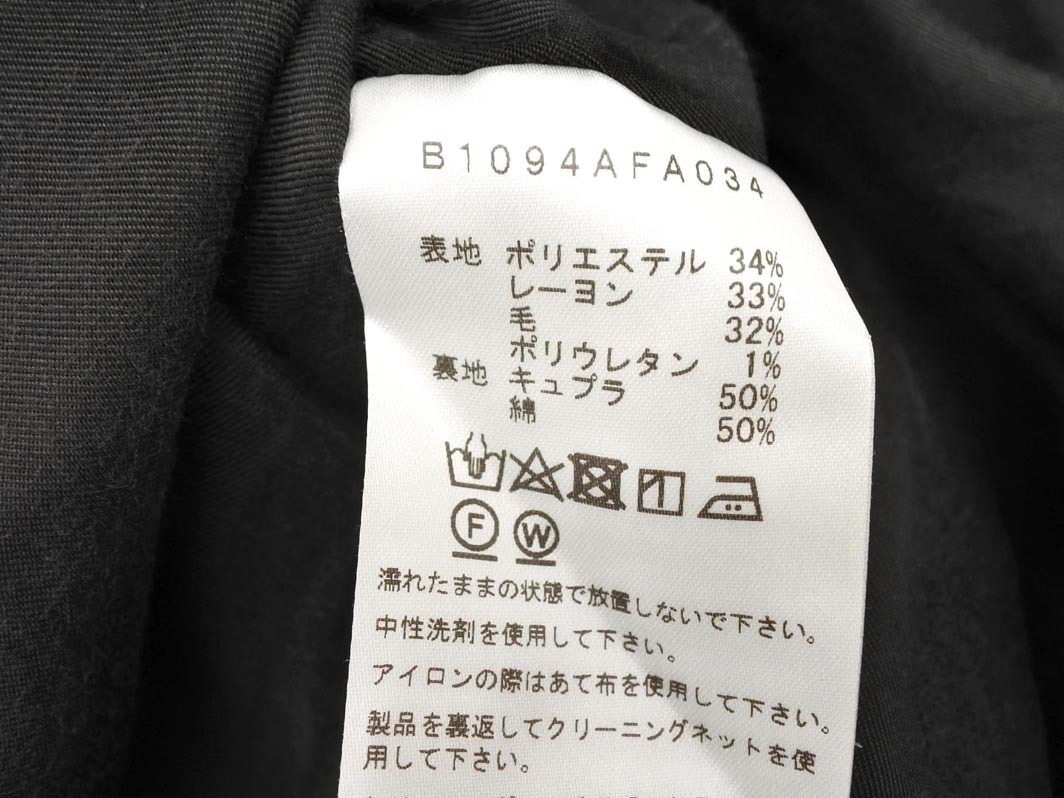 B1094AFA034
表地 ポリエステル 34%
レーヨン 33%
毛 32%
ポリウレタン 1%
裏地 キュプラ 50%
綿 50%
F W
濡れたままの状態で放置しないで下さい。
中性洗剤を使用して下さい。
アイロンの際はあて布を使用して下さい。
製品を裏返してクリーニングネットを使
用して下さい。